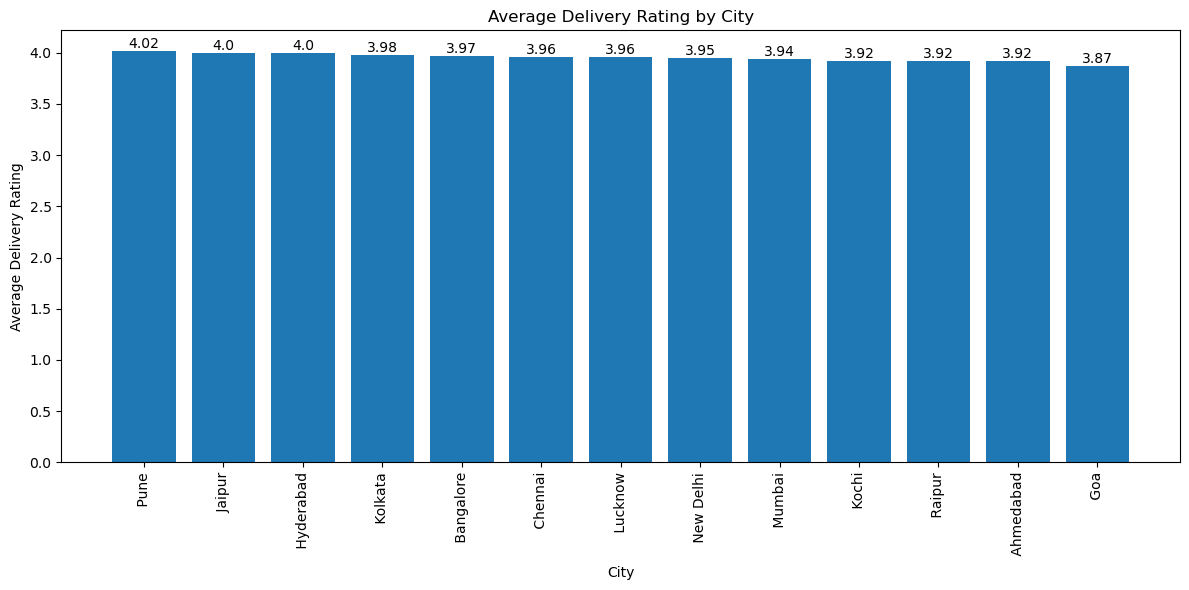 Average Delivery Rating by City
Average Delivery Rating
4.0
3.5
3.0
2.5
2.0
1.5
1.0
0.5
0.0
4.02
4.0
4.0
3.98
3.97
3.96
3.96
3.95
3.94
3.92
3.92
3.92
3.87
Pune
Jaipur
Hyderabad
Kolkata
Bangalore
Chennai
Lucknow
New Delhi
Mumbai
Kochi
Raipur
Ahmedabad
Goa
City